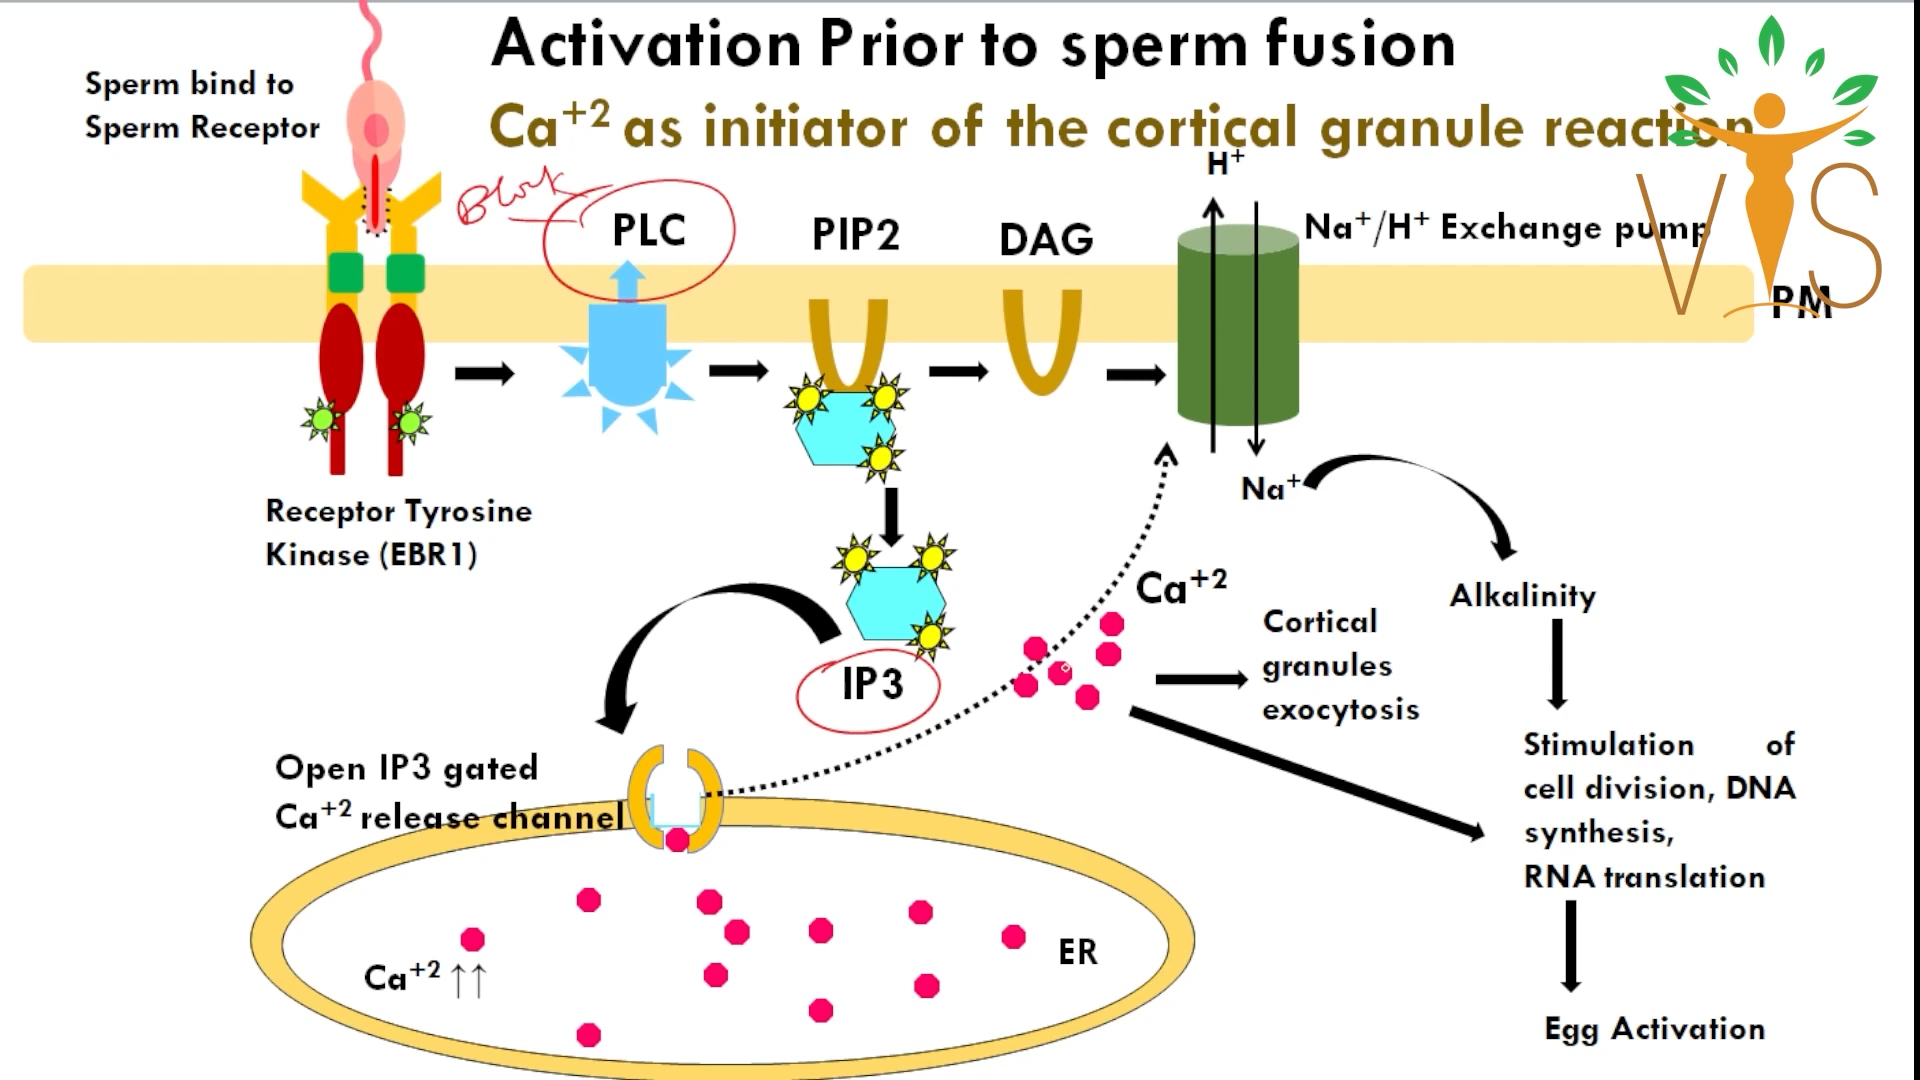 Activation Prior to sperm fusion
Ca+2 as initiator of the cortical granule reaction
Sperm bind to
Sperm Receptor
Block
PLC
PIP2
DAG
H+
Na+/H+ Exchange pump
VIS
PM
Receptor Tyrosine
Kinase (EBR1)
Na+
Alkalinity
Ca+2
Cortical
granules
exocytosis
IP3
Open IP3 gated
Ca+2 release channel
Stimulation of
cell division, DNA
synthesis,
RNA translation
Ca+2 ↑↑
ER
Egg Activation